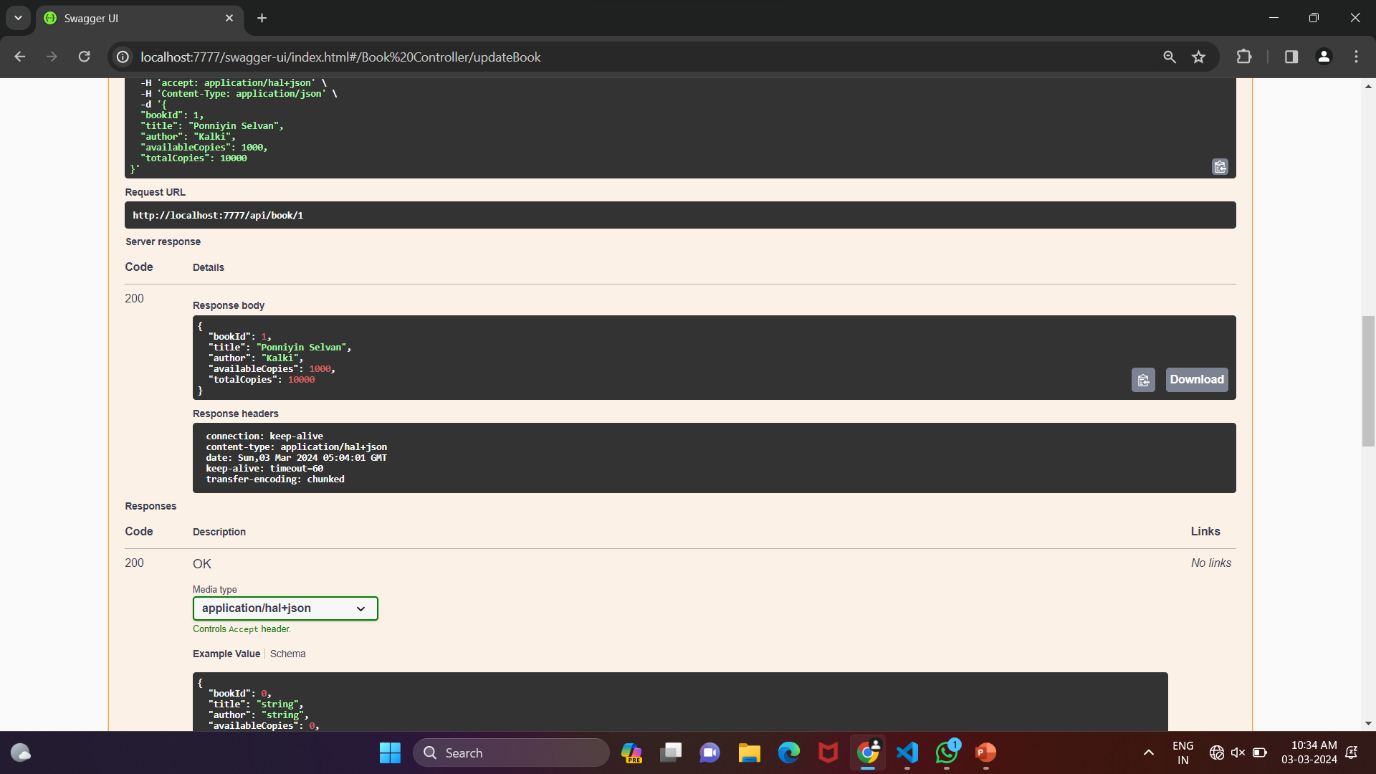 Swagger UI
localhost:7777/swagger-ui/index.html#/Book%20Controller/updateBook
-H 'accept: application/hal+json' \
-H 'Content-Type: application/json' \
-d '{
"bookId": 1,
"title": "Ponniyin Selvan",
"author": "Kalki",
"availableCopies": 1000,
"totalCopies": 10000
}'
Request URL
http://localhost:7777/api/book/1
Server response
Code Details
200
Response body
{
"bookId": 1,
"title": "Ponniyin Selvan",
"author": "Kalki",
"availableCopies": 1000,
"totalCopies": 10000
}
Download
Response headers
connection: keep-alive
content-type: application/hal+json
date: Sun,03 Mar 2024 05:04:01 GMT
keep-alive: timeout=60
transfer-encoding: chunked
Responses
Code Description Links
200 OK No links
Media type
application/hal+json
Controls Accept header.
Example Value Schema
{
"bookId": 0,
"title": "string",
"author": "string",
"availableCopies": 0,
Search
PRE
1
ENG
IN
10:34 AM
03-03-2024